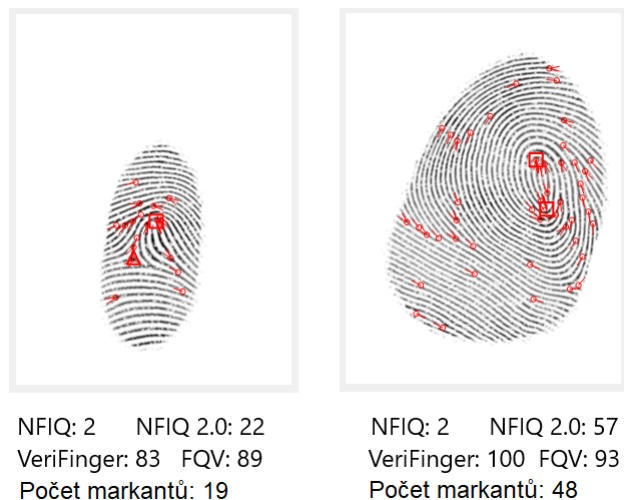 NFIQ: 2 NFIQ 2.0: 22
VeriFinger: 83 FQV: 89
Počet markantů: 19
NFIQ: 2 NFIQ 2.0: 57
VeriFinger: 100 FQV: 93
Počet markantů: 48